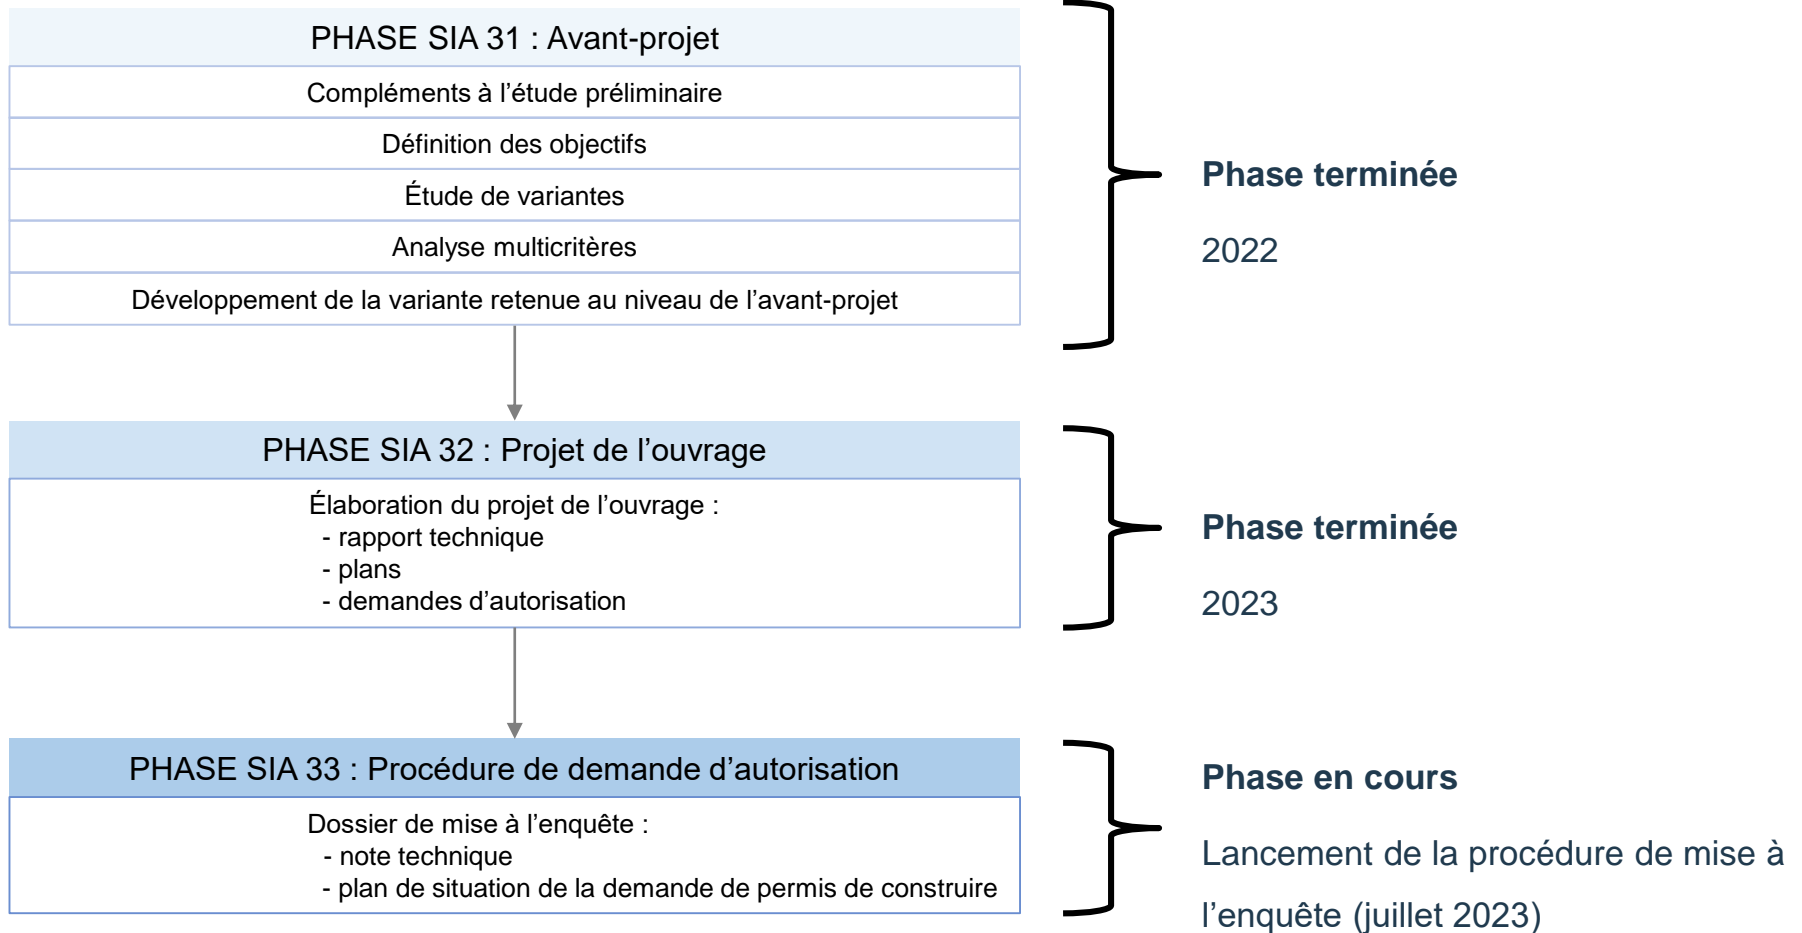 PHASE SIA 31 : Avant-projet
Compléments à l’étude préliminaire
Définition des objectifs
Étude de variantes
Analyse multicritères
Développement de la variante retenue au niveau de l’avant-projet
Phase terminée
2022
PHASE SIA 32 : Projet de l’ouvrage
Élaboration du projet de l’ouvrage :
- rapport technique
- plans
- demandes d’autorisation
Phase terminée
2023
PHASE SIA 33 : Procédure de demande d’autorisation
Dossier de mise à l’enquête :
- note technique
- plan de situation de la demande de permis de construire
Phase en cours
Lancement de la procédure de mise à
l’enquête (juillet 2023)